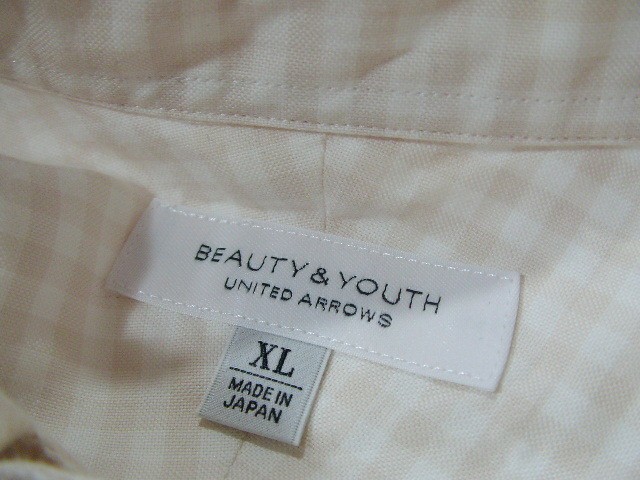 BEAUTY & YOUTH
UNITED ARROWS
XL
MADE IN
JAPAN